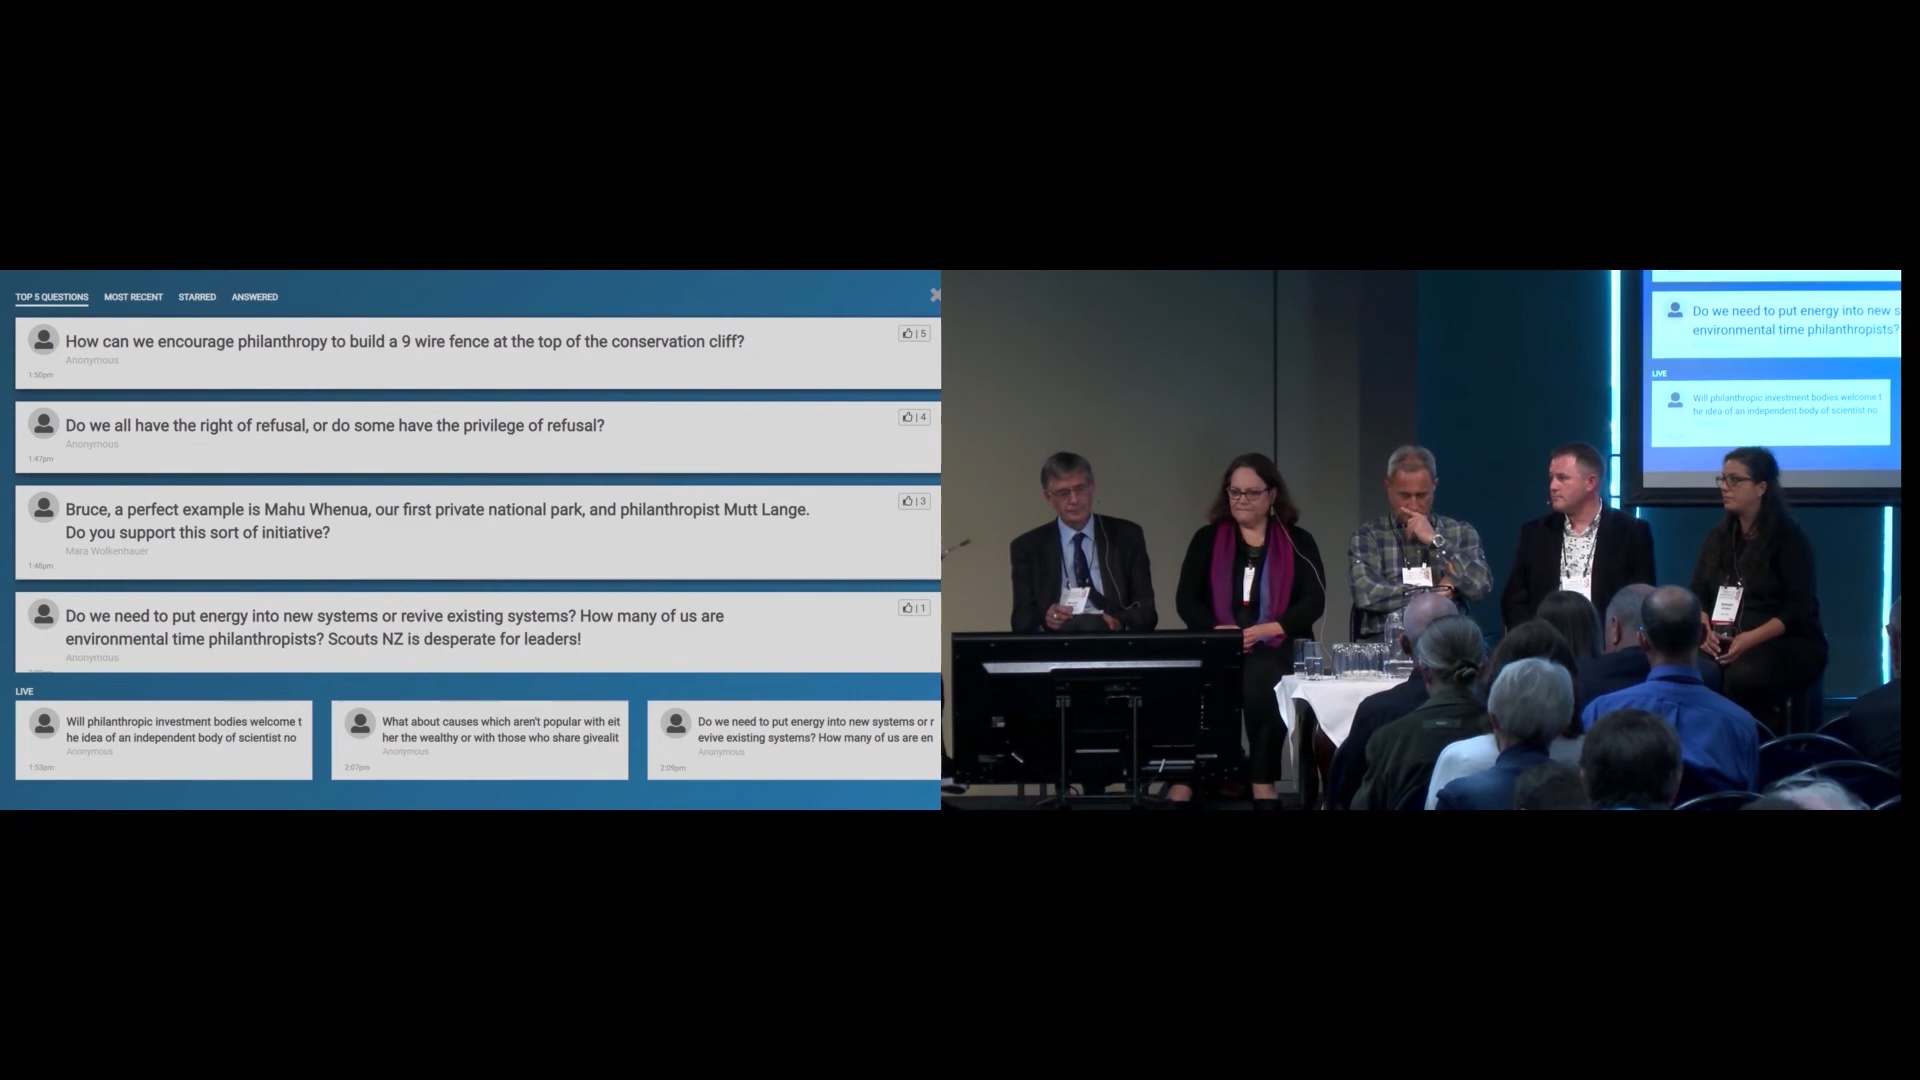 TOP 5 QUESTIONS MOST RECENT STARRED ANSWERED
How can we encourage philanthropy to build a 9 wire fence at the top of the conservation cliff?
5
Anonymous
1:50pm
Do we all have the right of refusal, or do some have the privilege of refusal?
4
Anonymous
1:47pm
Bruce, a perfect example is Mahu Whenua, our first private national park, and philanthropist Mutt Lange.
3
Do you support this sort of initiative?
Mara Wolkenhauer
1:48pm
Do we need to put energy into new systems or revive existing systems? How many of us are
1
environmental time philanthropists? Scouts NZ is desperate for leaders!
Anonymous
LIVE
Will philanthropic investment bodies welcome t
he idea of an independent body of scientist no
Anonymous
1:53pm
What about causes which aren't popular with eit
her the wealthy or with those who share givealit
Anonymous
2:07pm
Do we need to put energy into new systems or r
evive existing systems? How many of us are en
Anonymous
2:09pm
Do we need to put energy into new s
environmental time philanthropists?
LIVE
Will philanthropic investment bodies welcome t
he idea of an independent body of scientist no